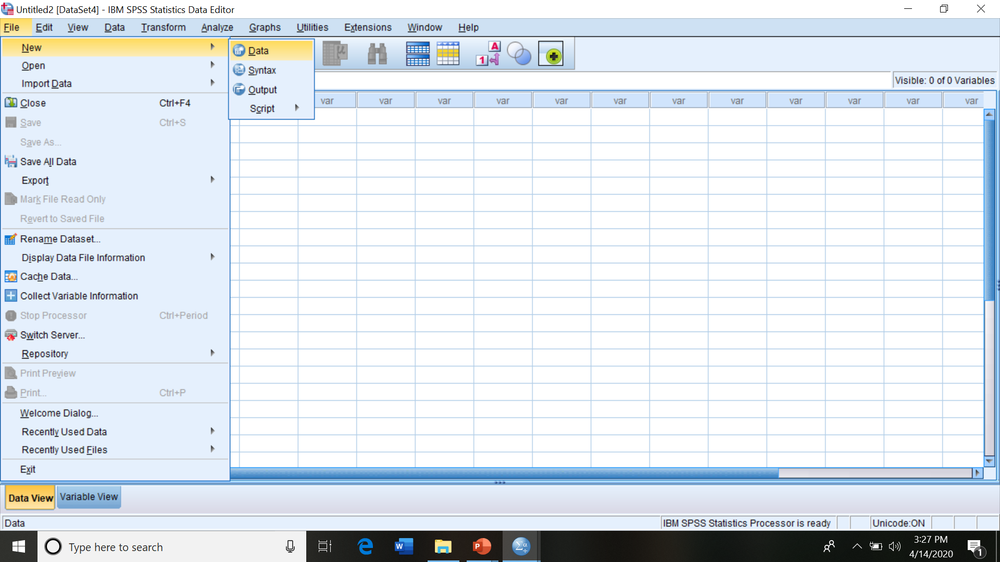 Untitled2 [DataSet4] - IBM SPSS Statistics Data Editor
File Edit View Data Transform Analyze Graphs Utilities Extensions Window Help
New
Open
Import Data
Close Ctrl+F4
Save Ctrl+S
Save As...
Save All Data
Export
Mark File Read Only
Revert to Saved File
Rename Dataset...
Display Data File Information
Cache Data...
Collect Variable Information
Stop Processor Ctrl+Period
Switch Server...
Repository
Print Preview
Print... Ctrl+P
Welcome Dialog...
Recently Used Data
Recently Used Files
Exit
Data
Syntax
Output
Script
A
1
Visible: 0 of 0 Variables
var var var var var var var var var var var var
Data View Variable View
Data IBM SPSS Statistics Processor is ready Unicode:ON
Type here to search
3:27 PM
4/14/2020
1